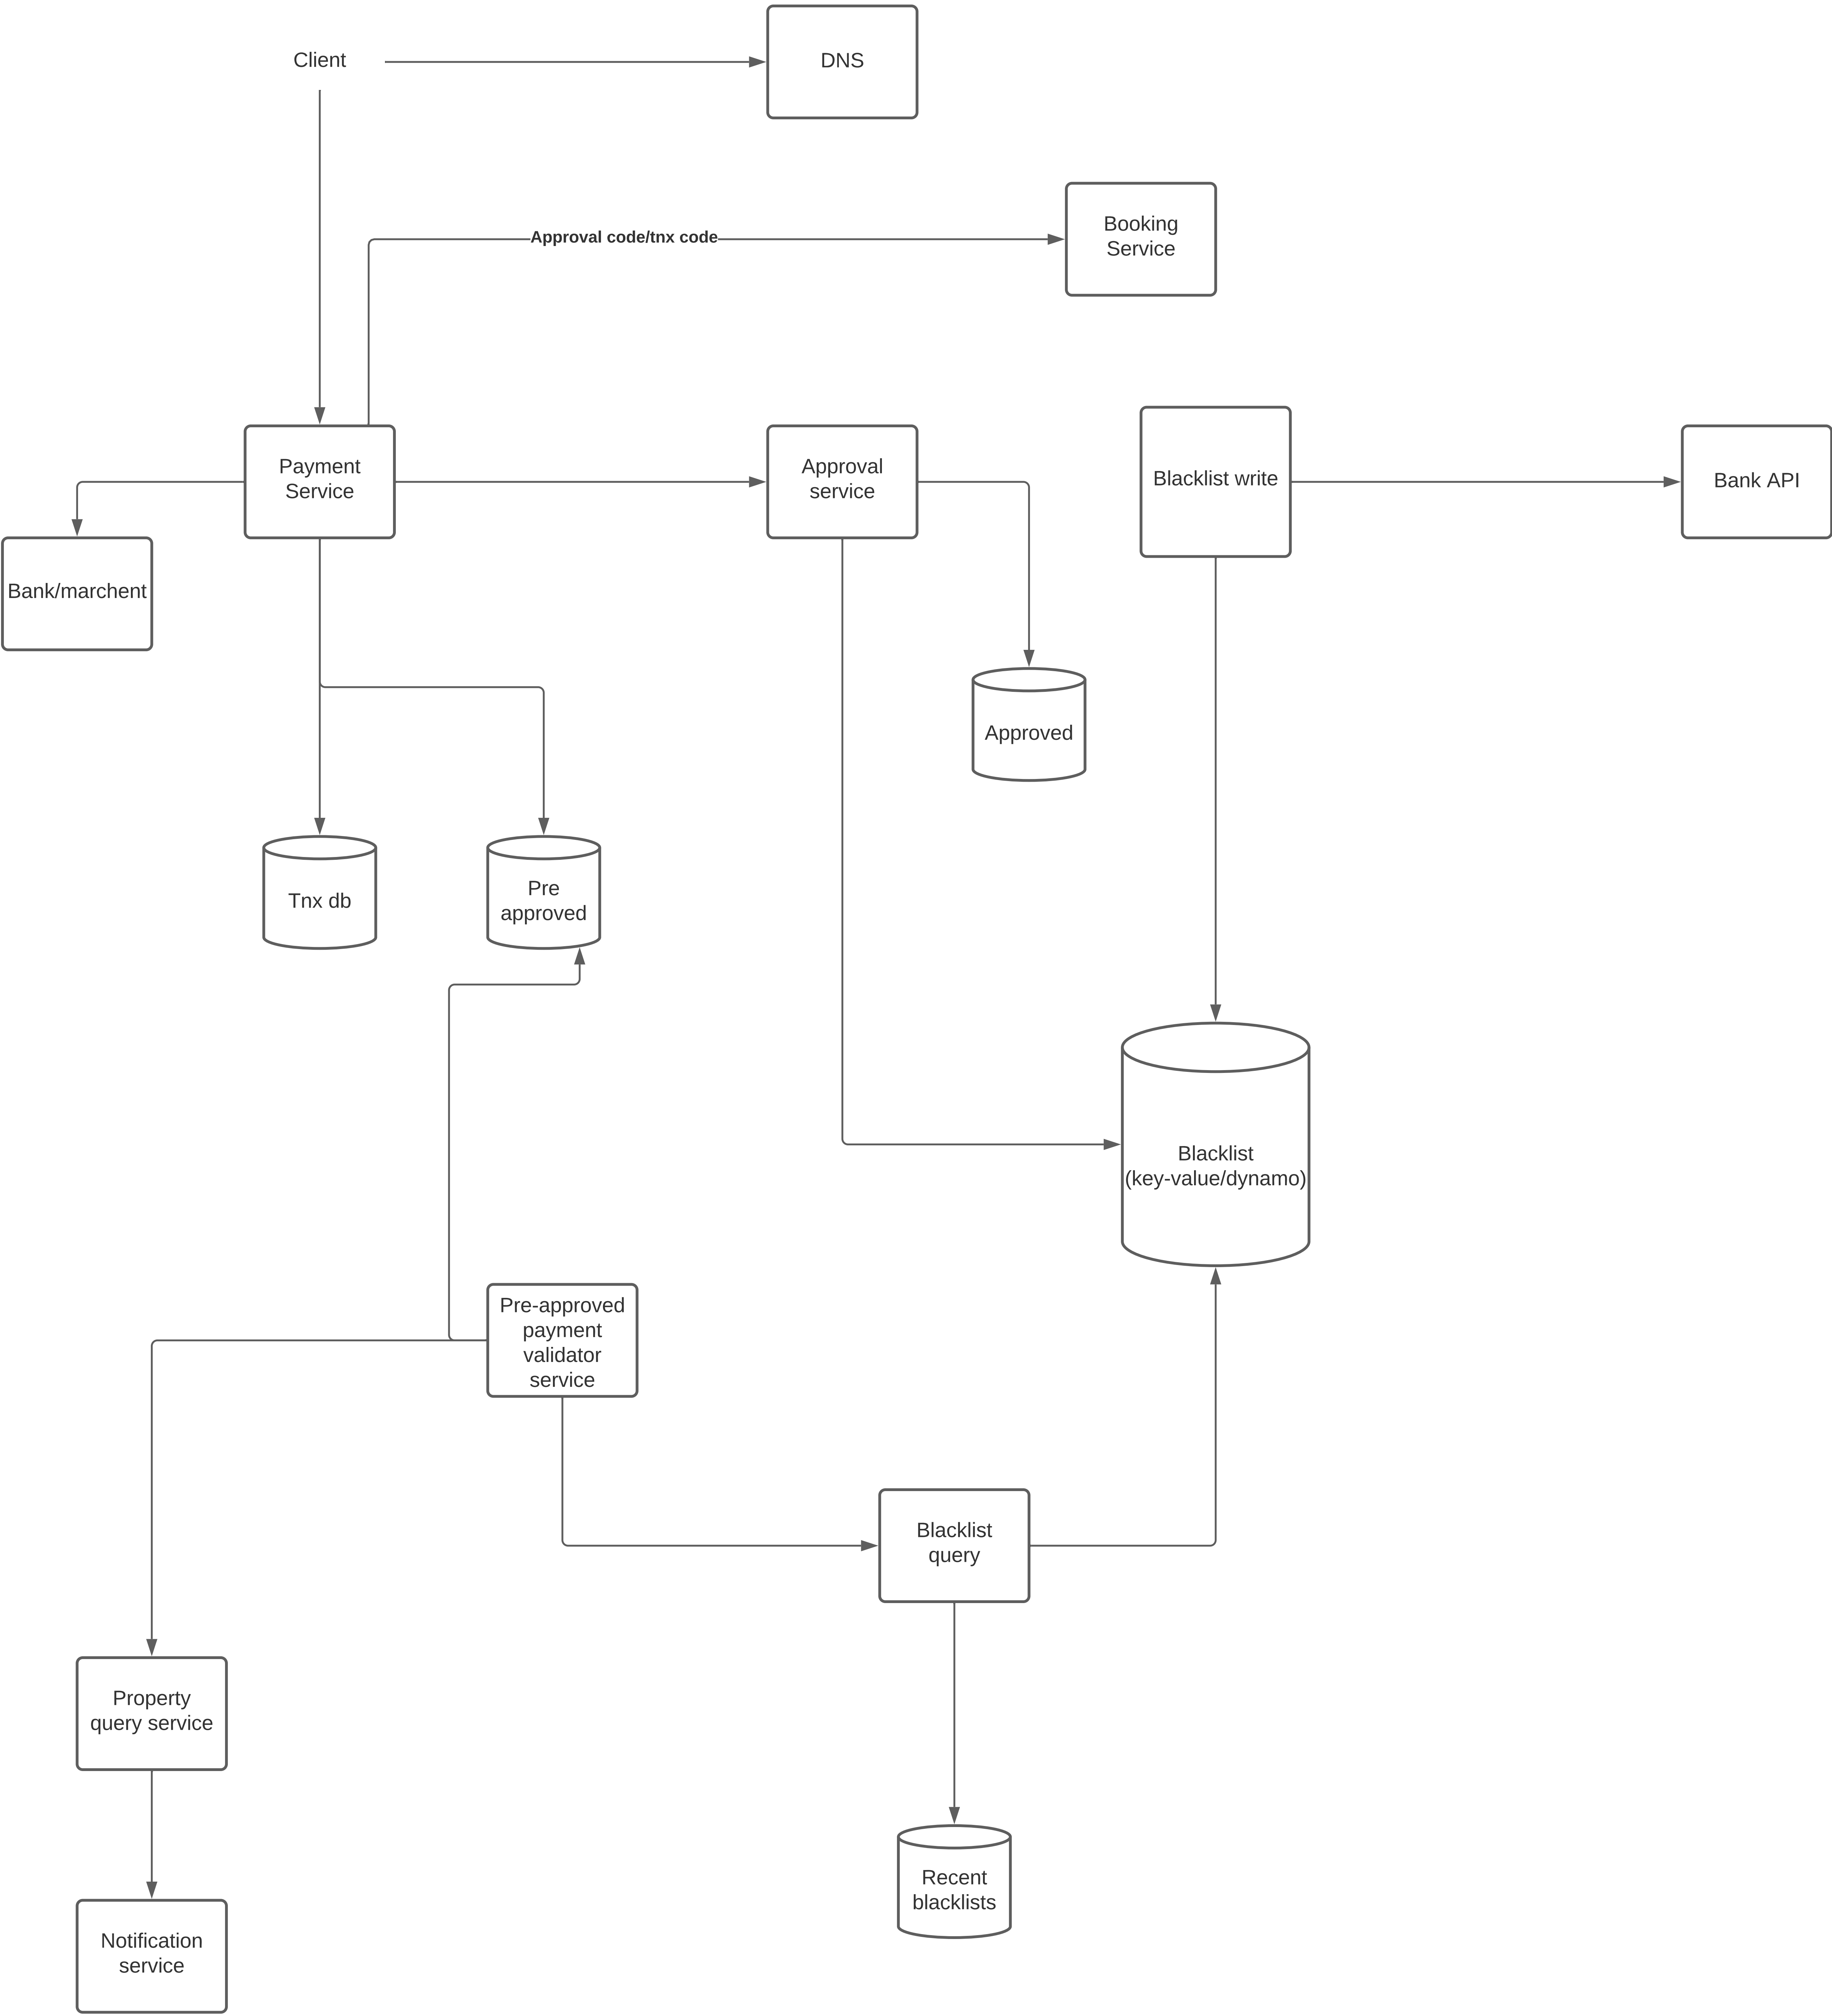 Client
DNS
Booking
Service
Approval code/tnx code
Payment
Service
Approval
service
Blacklist write
Bank API
Bank/marchent
Approved
Tnx db
Pre
approved
Blacklist
(key-value/dynamo)
Pre-approved
payment
validator
service
Blacklist
query
Property
query service
Recent
blacklists
Notification
service